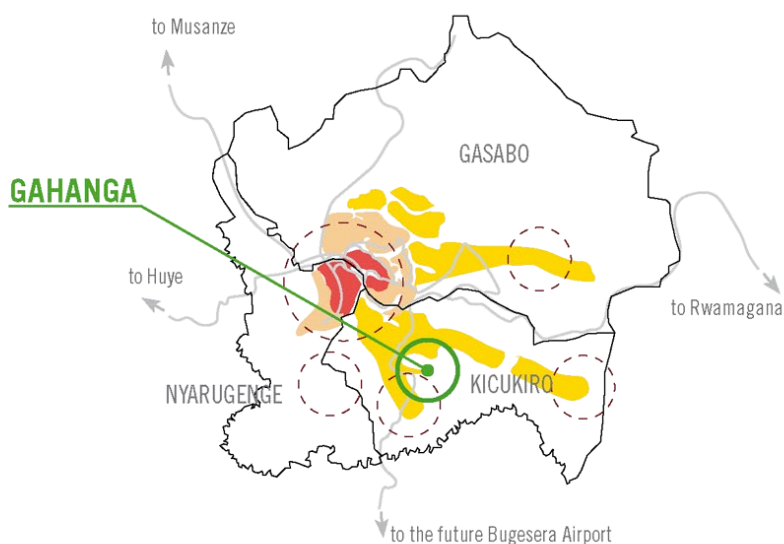 to Musanze
GASABO
GAHANGA
to Huye
to Rwamagana
NYARUGENGE
KICUKIRO
to the future Bugesera Airport